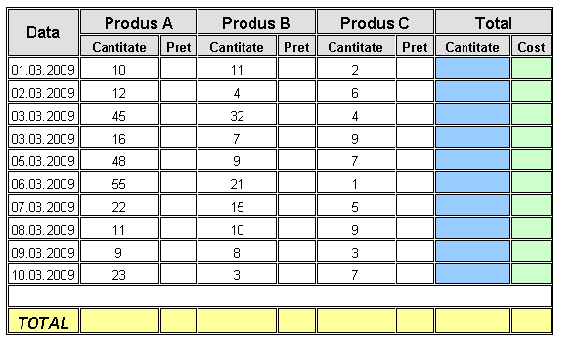 Data Produs A Produs B Produs C Total
Cantitate Pret Cantitate Pret Cantitate Pret Cantitate Cost
01.03.2009 10 11 2
02.03.2009 12 4 6
03.03.2009 45 32 4
03.03.2009 16 7 9
05.03.2009 48 9 7
06.03.2009 55 21 1
07.03.2009 22 15 5
08.03.2009 11 10 9
09.03.2009 9 8 3
10.03.2009 23 3 7
TOTAL